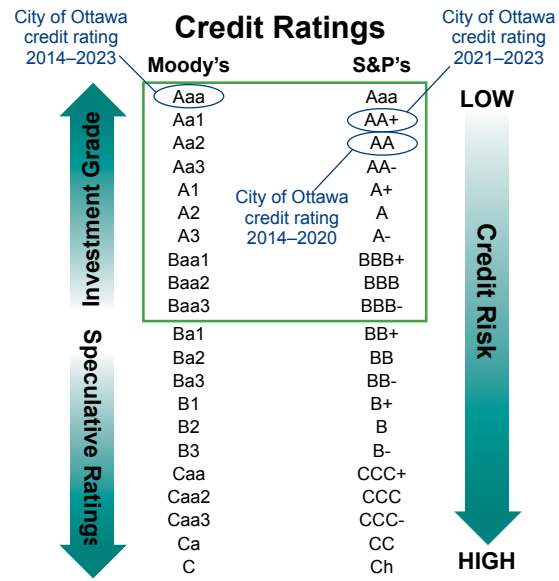 City of Ottawa
credit rating
2014–2023
Credit Ratings
City of Ottawa
credit rating
2021–2023
Moody's S&P's
Aaa Aaa
Aa1 AA+
Aa2 AA
Aa3 AA-
A1 A+
A2 A
A3 A-
Baa1 BBB+
Baa2 BBB
Baa3 BBB-
Ba1 BB+
Ba2 BB
Ba3 BB-
B1 B+
B2 B
B3 B-
Caa CCC+
Caa2 CCC
Caa3 CCC-
Ca CC
C Ch
City of Ottawa
credit rating
2014–2020
Investment Grade
Speculative Ratings
LOW
Credit Risk
HIGH